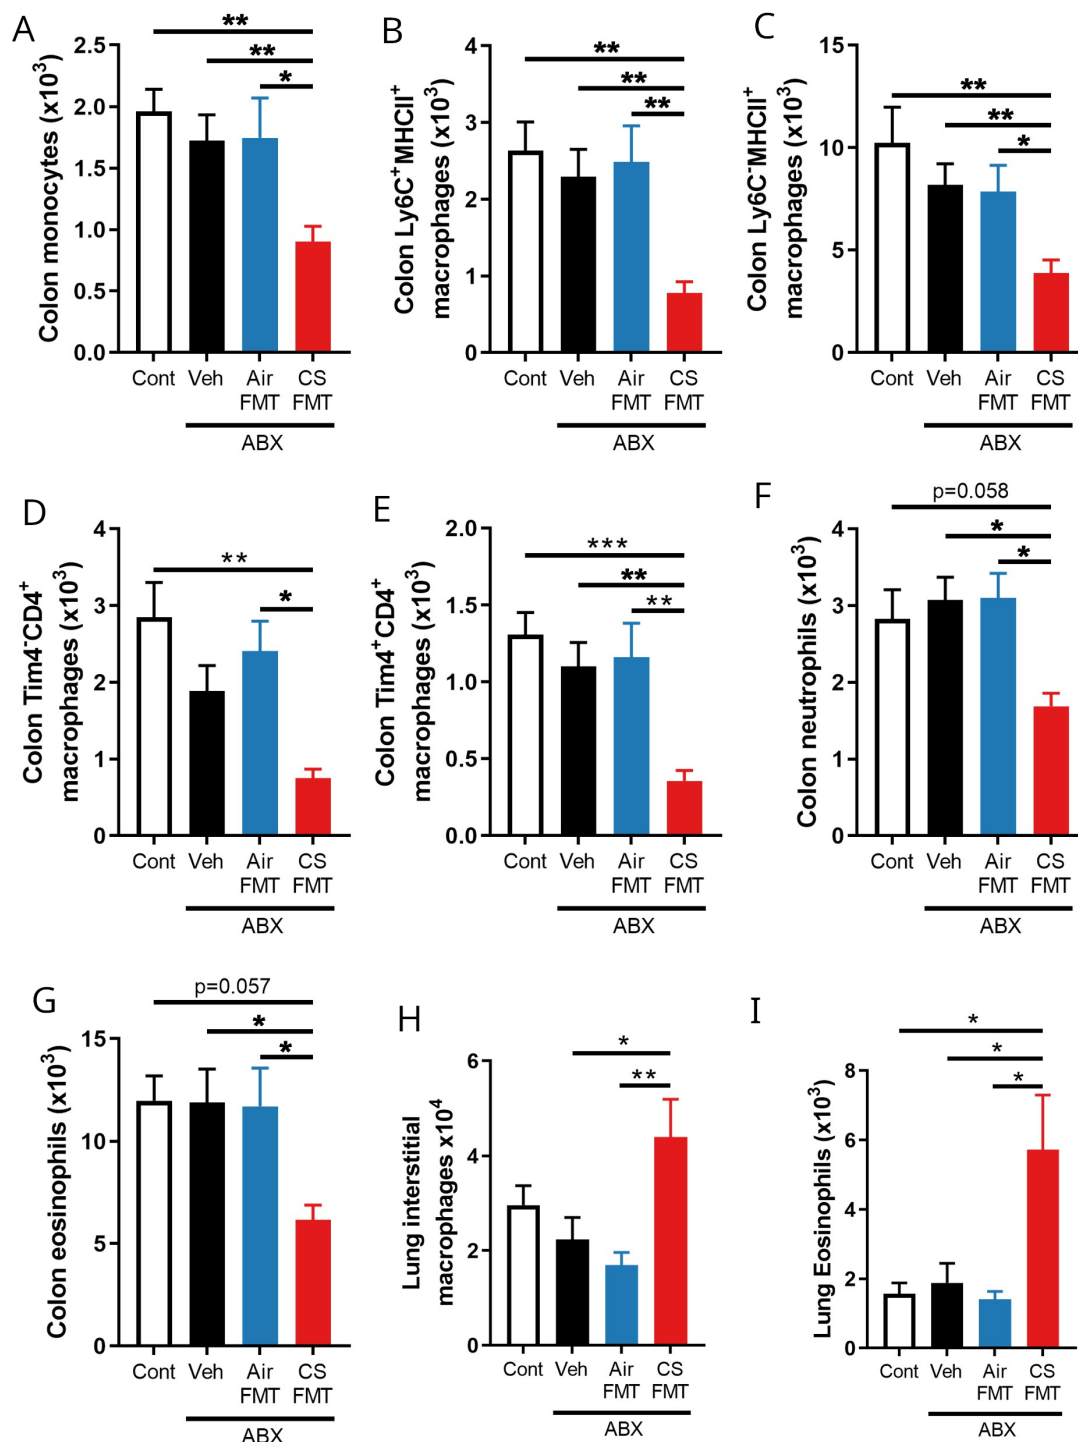 A
Colon monocytes (x10³)
2.5
2.0
1.5
1.0
0.5
0.0
**
**
*
Cont
Veh
Air FMT
CS FMT
ABX
B
Colon Ly6C⁺MHCII⁺
macrophages (x10³)
4
3
2
1
0
**
**
**
Cont
Veh
Air FMT
CS FMT
ABX
C
Colon Ly6C⁻MHCII⁺
macrophages (x10³)
15
10
5
0
**
**
*
Cont
Veh
Air FMT
CS FMT
ABX
D
Colon Tim4⁻CD4⁺
macrophages (x10³)
4
3
2
1
0
**
*
Cont
Veh
Air FMT
CS FMT
ABX
E
Colon Tim4⁺CD4⁺
macrophages (x10³)
2.0
1.5
1.0
0.5
0.0
***
**
**
Cont
Veh
Air FMT
CS FMT
ABX
F
Colon neutrophils (x10³)
4
3
2
1
0
p=0.058
*
*
Cont
Veh
Air FMT
CS FMT
ABX
G
Colon eosinophils (x10³)
15
10
5
0
p=0.057
*
*
Cont
Veh
Air FMT
CS FMT
ABX
H
Lung interstitial
macrophages x10⁴
6
4
2
0
*
**
Cont
Veh
Air FMT
CS FMT
ABX
I
Lung Eosinophils (x10³)
8
6
4
2
0
*
*
*
Cont
Veh
Air FMT
CS FMT
ABX